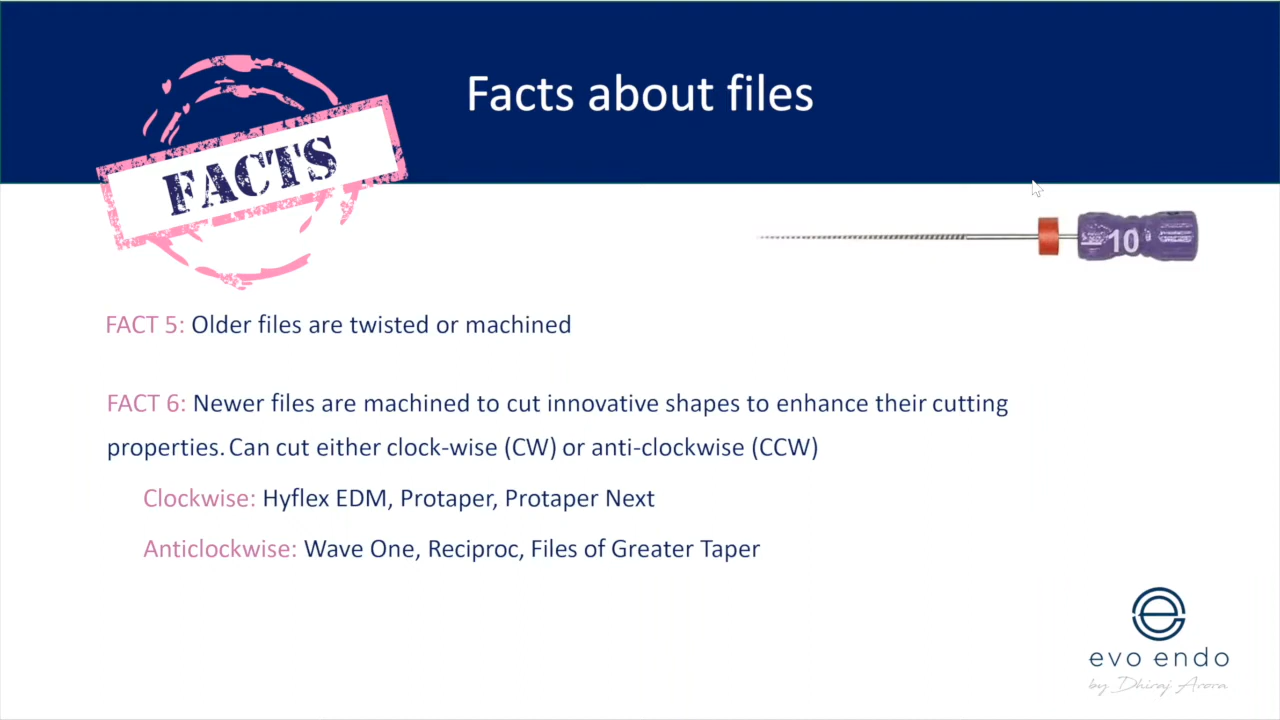 Facts about files
FACTS
10
FACT 5: Older files are twisted or machined
FACT 6: Newer files are machined to cut innovative shapes to enhance their cutting
properties. Can cut either clock-wise (CW) or anti-clockwise (CCW)
Clockwise: Hyflex EDM, Protaper, Protaper Next
Anticlockwise: Wave One, Reciproc, Files of Greater Taper
evo endo
by Dhiraj Arora